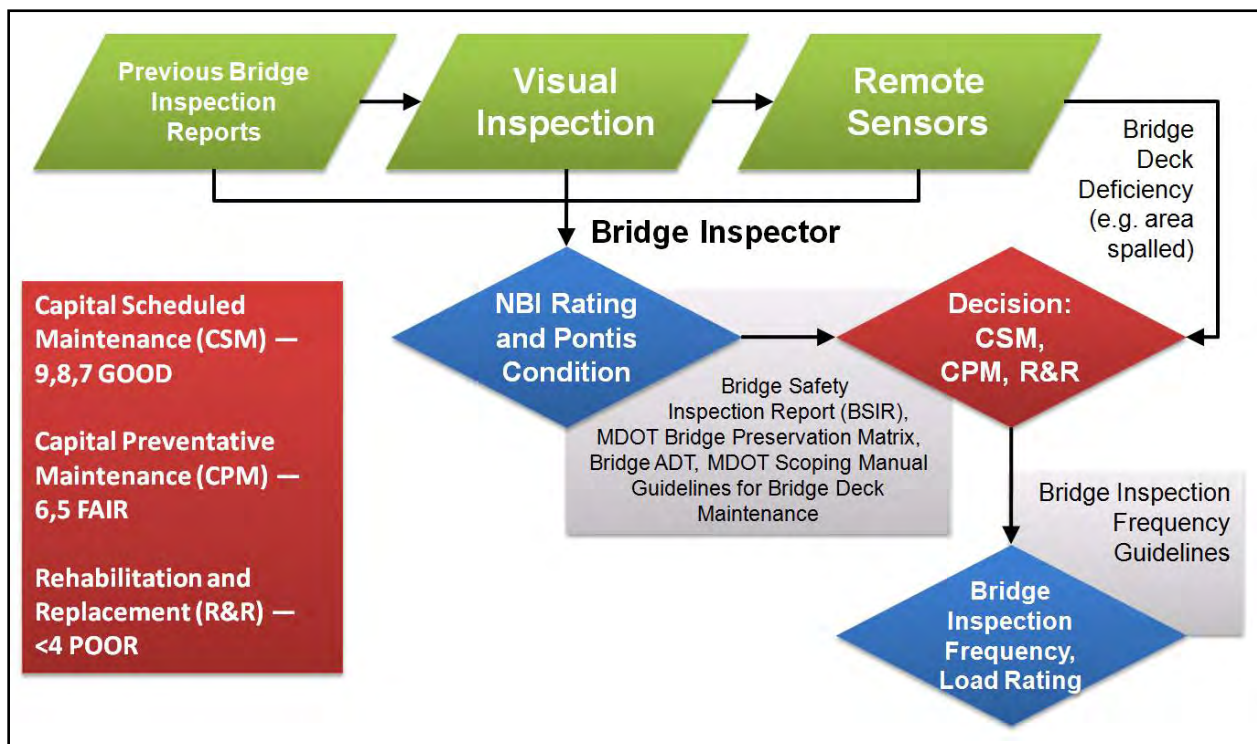 Previous Bridge
Inspection
Reports
Visual
Inspection
Remote
Sensors
Bridge
Deck
Deficiency
(e.g. area
spalled)
Bridge Inspector
NBI Rating
and Pontis
Condition
Decision:
CSM,
CPM, R&R
Capital Scheduled
Maintenance (CSM) —
9,8,7 GOOD
Capital Preventative
Maintenance (CPM) —
6,5 FAIR
Rehabilitation and
Replacement (R&R) —
<4 POOR
Bridge Safety
Inspection Report (BSIR),
MDOT Bridge Preservation Matrix,
Bridge ADT, MDOT Scoping Manual
Guidelines for Bridge Deck
Maintenance
Bridge Inspection
Frequency
Guidelines
Bridge
Inspection
Frequency,
Load Rating